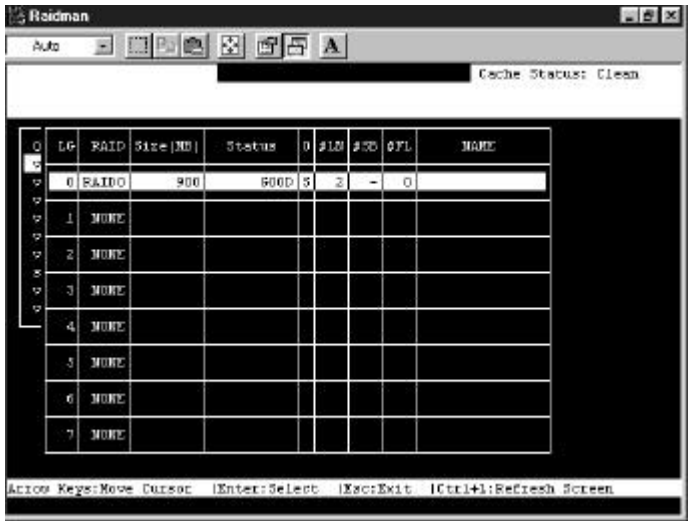 Raidman
Auto
A
Cache Status: Clean
Q LG RAID Size(MB) Status O #LN #SB #FL NAME
v 0 RAID0 900 GOOD S 2 - 0
v 1 NONE
v 2 NONE
v 3 NONE
v 4 NONE
5 NONE
6 NONE
7 NONE
Arrow Keys:Move Cursor |Enter:Select |Esc:Exit |Ctrl+L:Refresh Screen